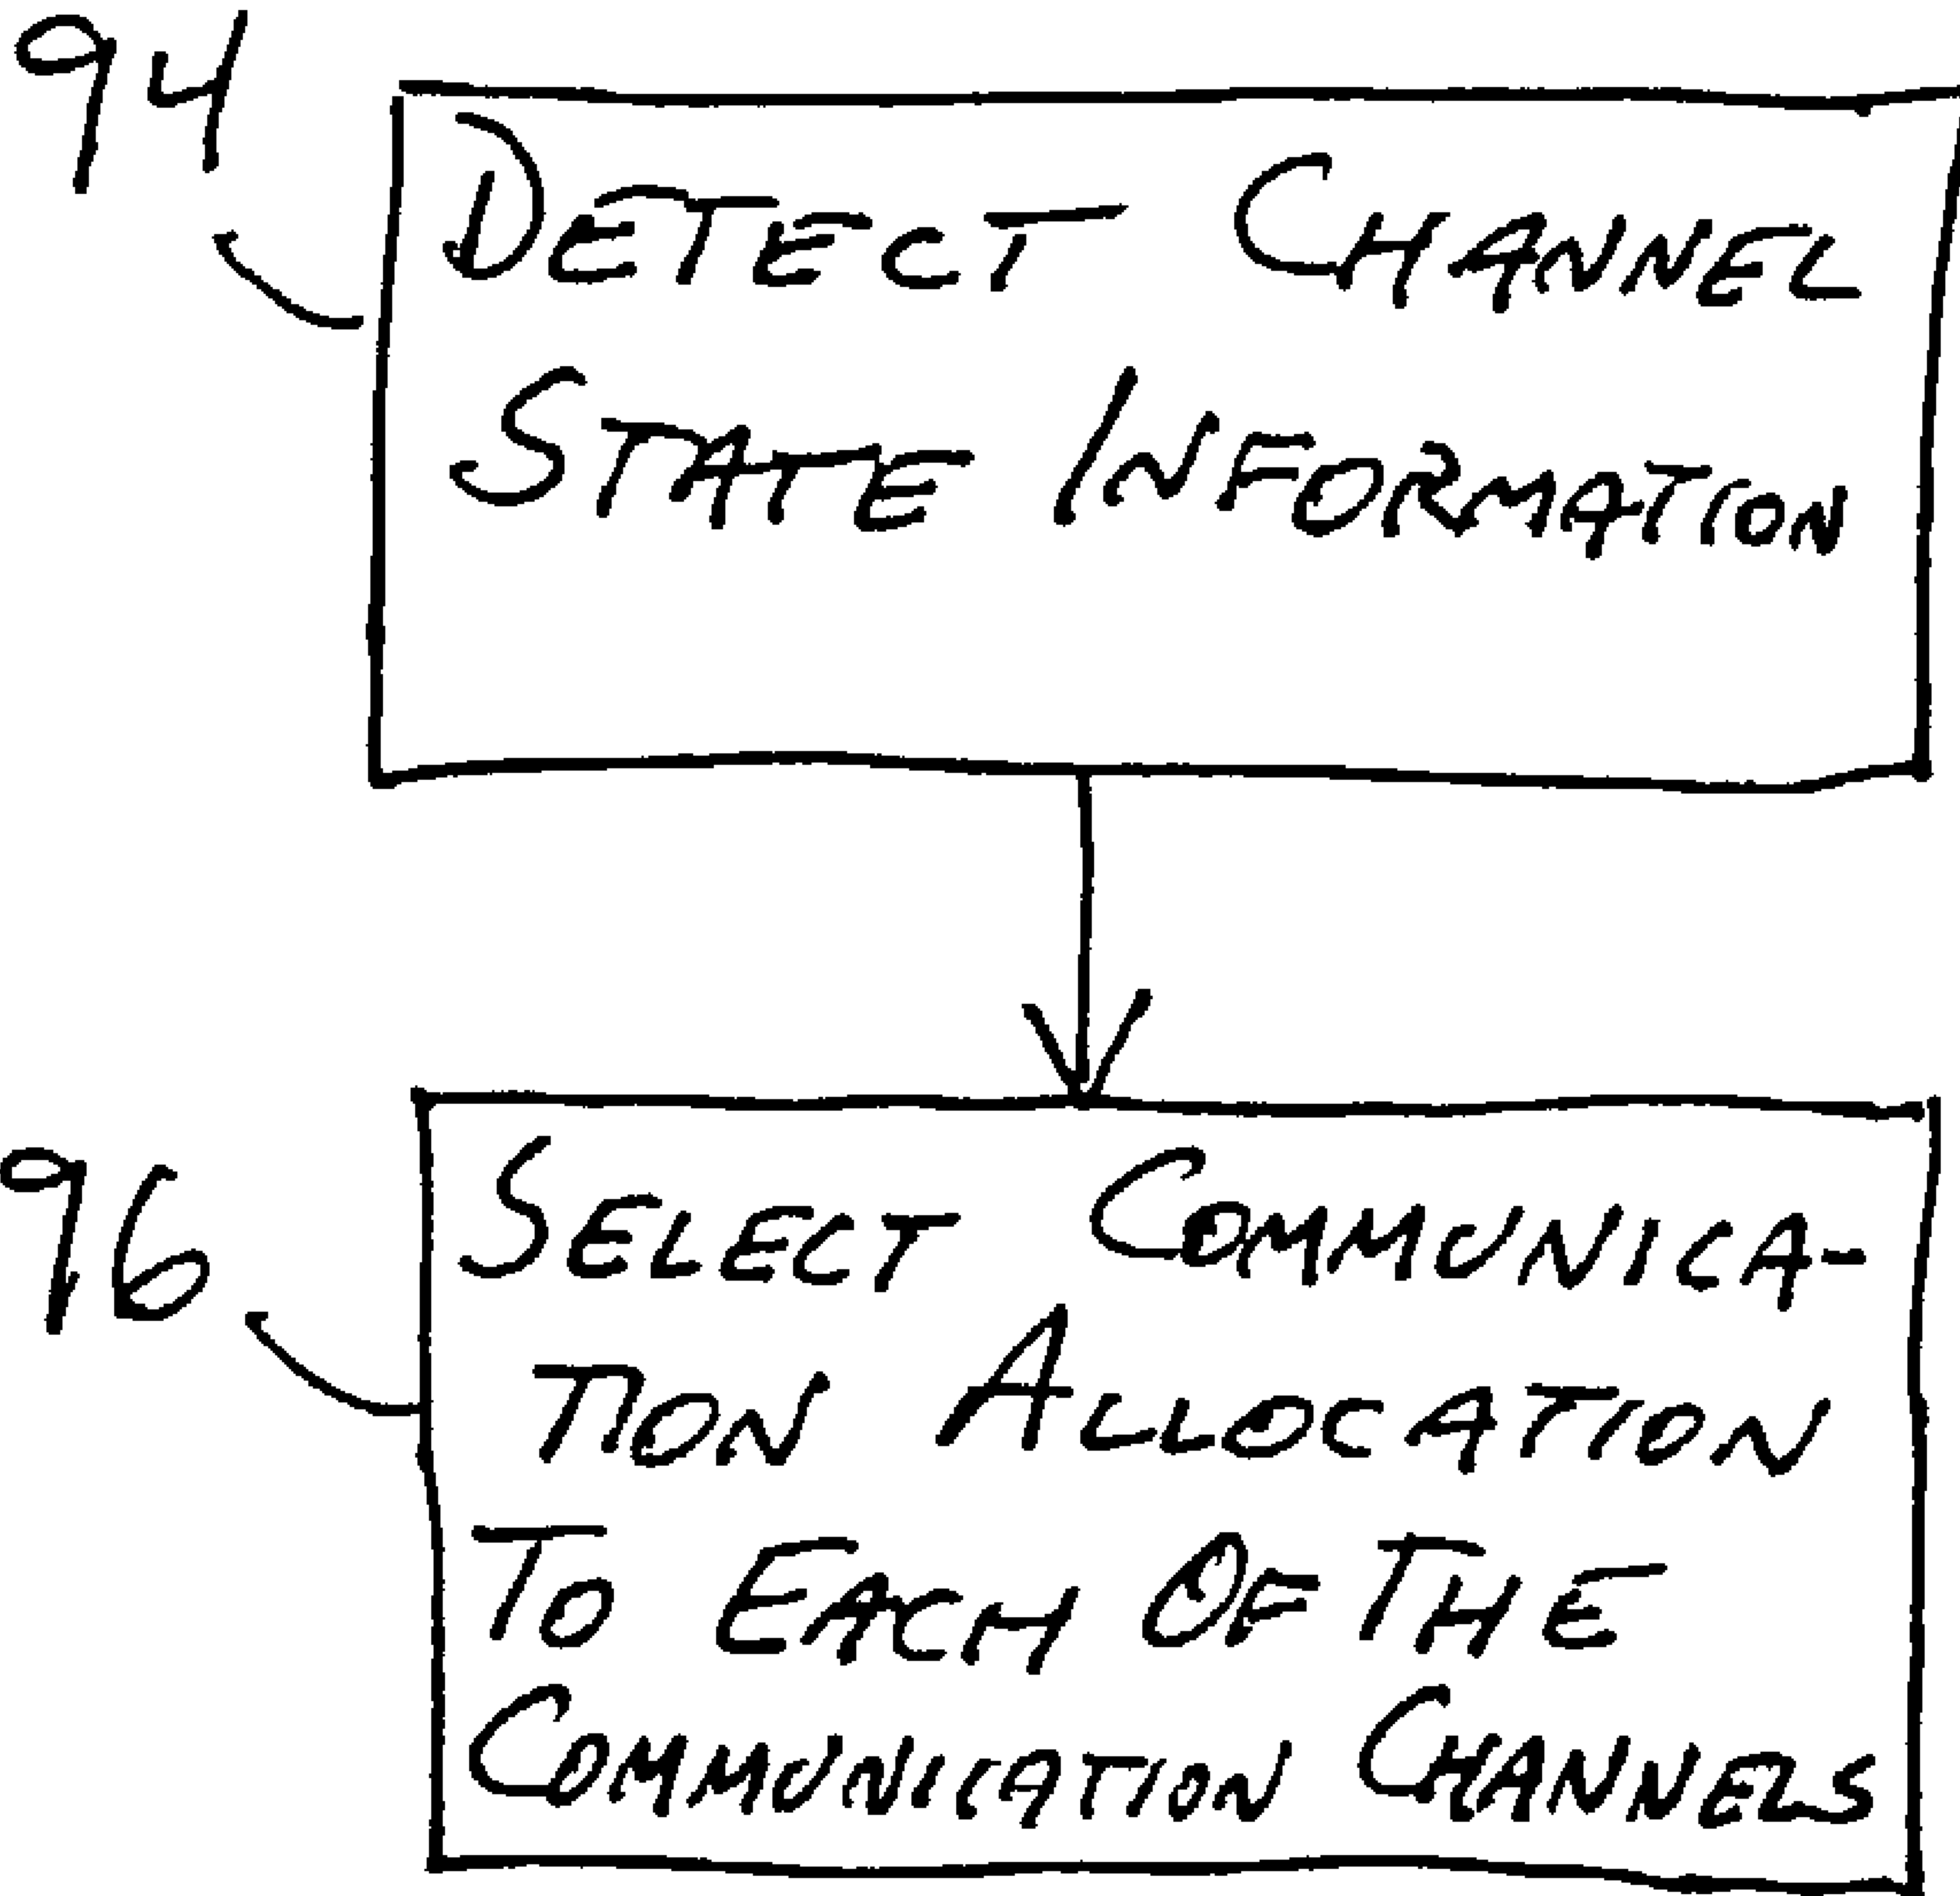 94
DETECT CHANNEL
STATE INFORMATION
96
SELECT COMMUNICA-
TION ALLOCATION
TO EACH OF THE
COMMUNICATION CHANNELS